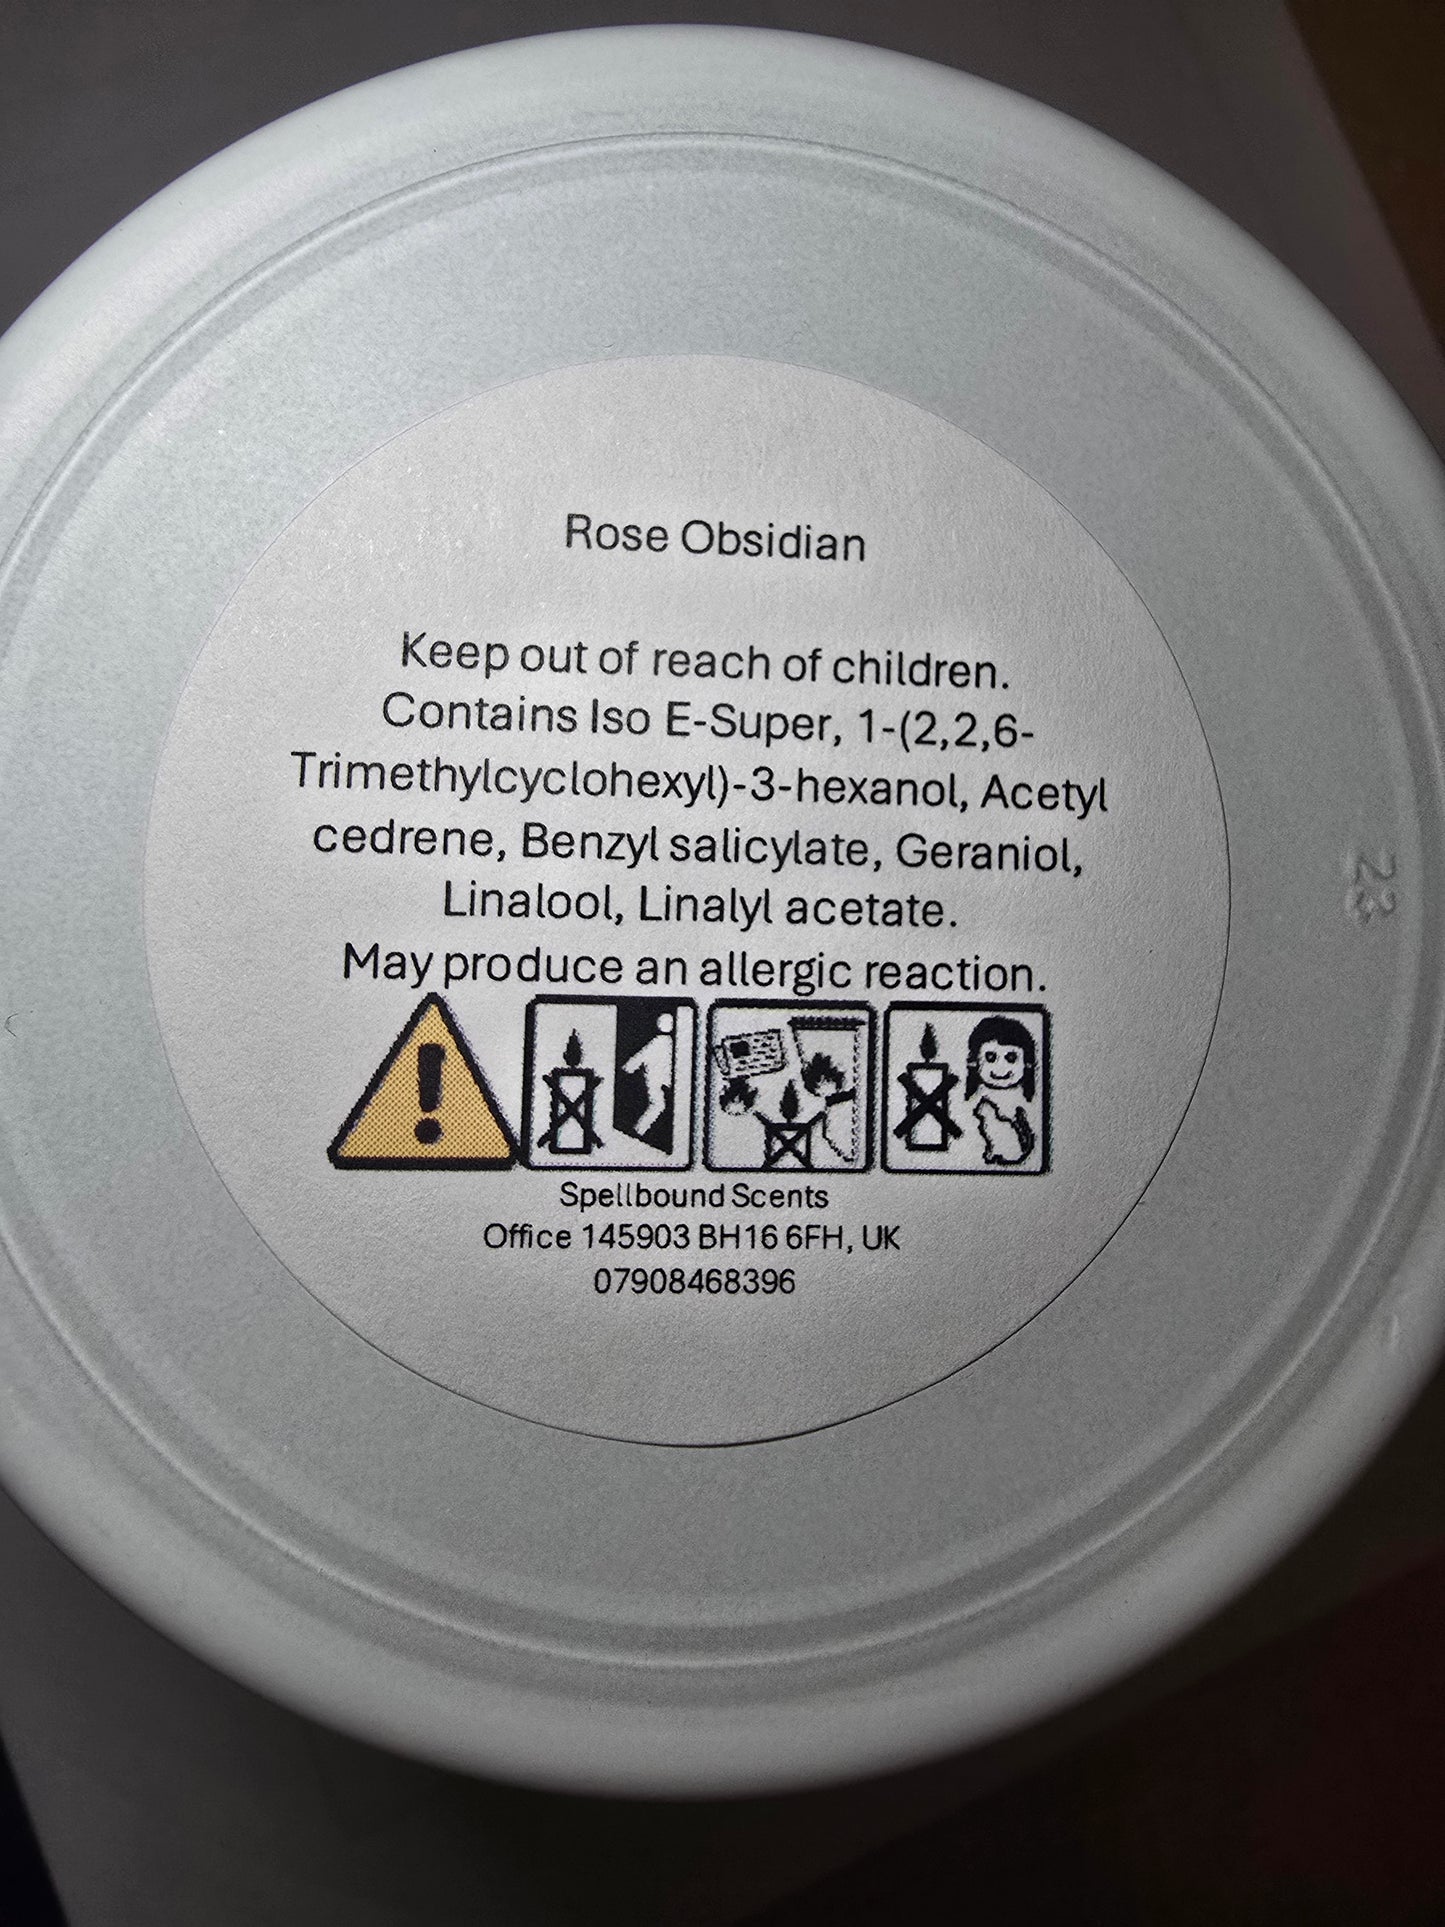 Rose Obsidian
Keep out of reach of children.
Contains Iso E-Super, 1-(2,2,6-
Trimethylcyclohexyl)-3-hexanol, Acetyl
cedrene, Benzyl salicylate, Geraniol,
Linalool, Linalyl acetate.
May produce an allergic reaction.
Spellbound Scents
Office 145903 BH16 6FH, UK
07908468396
23